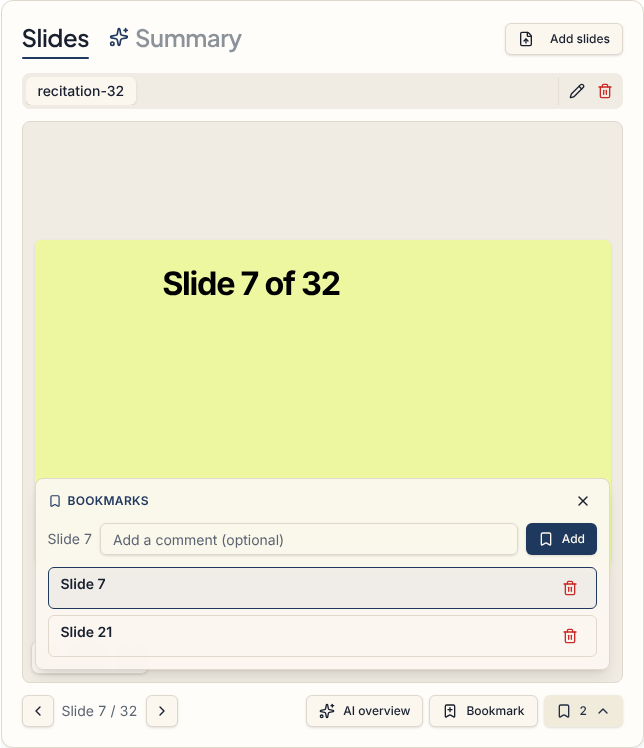 Slides Summary Add slides
recitation-32
Slide 7 of 32
BOOKMARKS
Slide 7 Add a comment (optional) Add
Slide 7
Slide 21
Slide 7 / 32 AI overview Bookmark 2